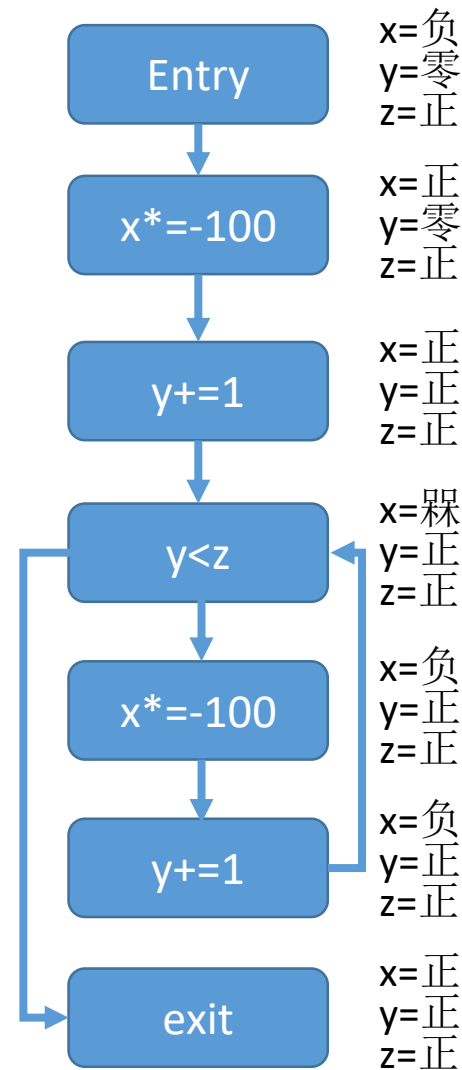 Entry
x=负
y=零
z=正
x*=-100
x=正
y=零
z=正
y+=1
x=正
y=正
z=正
y<z
x=槑
y=正
z=正
x*=-100
x=负
y=正
z=正
y+=1
x=负
y=正
z=正
exit
x=正
y=正
z=正